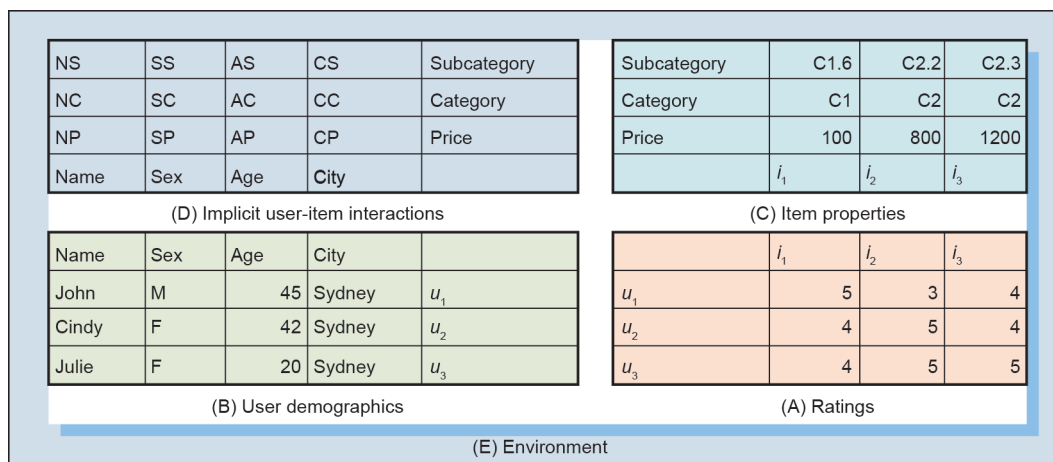 NS SS AS CS Subcategory
NC SC AC CC Category
NP SP AP CP Price
Name Sex Age City
(D) Implicit user-item interactions
Subcategory C1.6 C2.2 C2.3
Category C1 C2 C2
Price 100 800 1200
i₁ i₂ i₃
(C) Item properties
Name Sex Age City
John M 45 Sydney u₁
Cindy F 42 Sydney u₂
Julie F 20 Sydney u₃
(B) User demographics
i₁ i₂ i₃
u₁ 5 3 4
u₂ 4 5 4
u₃ 4 5 5
(A) Ratings
(E) Environment